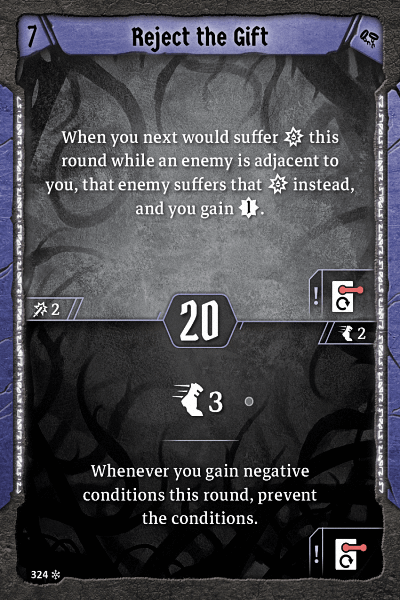 7 Reject the Gift
When you next would suffer this
round while an enemy is adjacent to
you, that enemy suffers that instead,
and you gain 1.
!
2
20
2
3
Whenever you gain negative
conditions this round, prevent
the conditions.
!
324